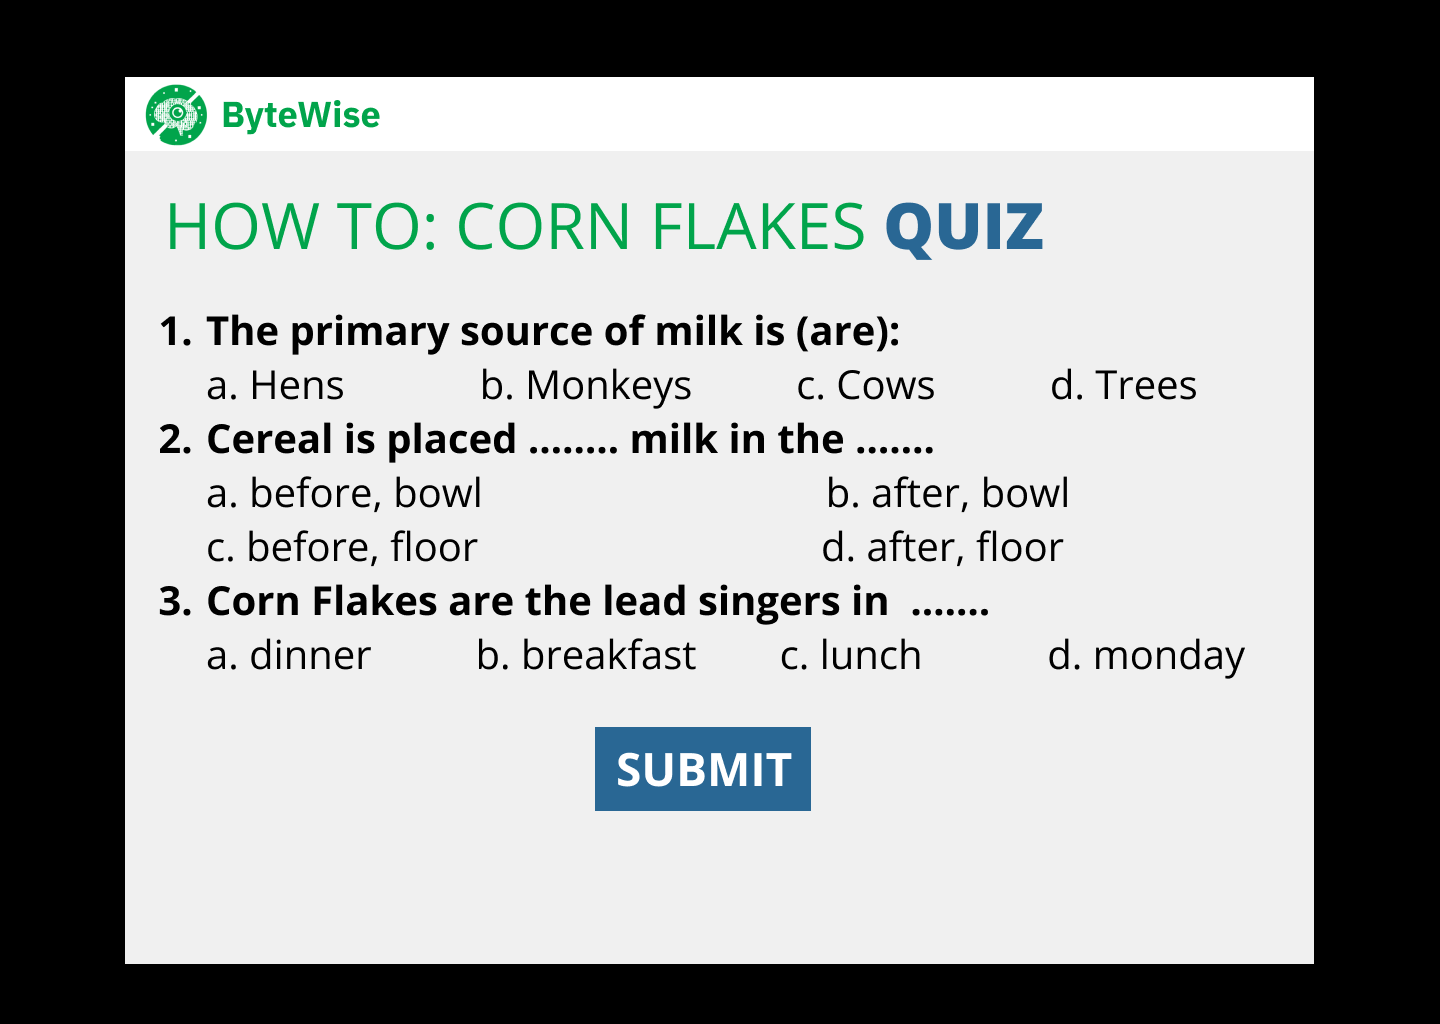 ByteWise
HOW TO: CORN FLAKES QUIZ
1. The primary source of milk is (are):
a. Hens b. Monkeys c. Cows d. Trees
2. Cereal is placed ........ milk in the .......
a. before, bowl b. after, bowl
c. before, floor d. after, floor
3. Corn Flakes are the lead singers in .......
a. dinner b. breakfast c. lunch d. monday
SUBMIT